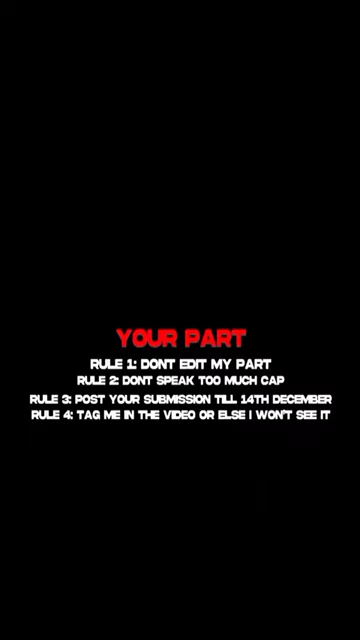 YOUR PART
RULE 1: DONT EDIT MY PART
RULE 2: DONT SPEAK TOO MUCH CAP
RULE 3: POST YOUR SUBMISSION TILL 14TH DECEMBER
RULE 4: TAG ME IN THE VIDEO OR ELSE I WON'T SEE IT